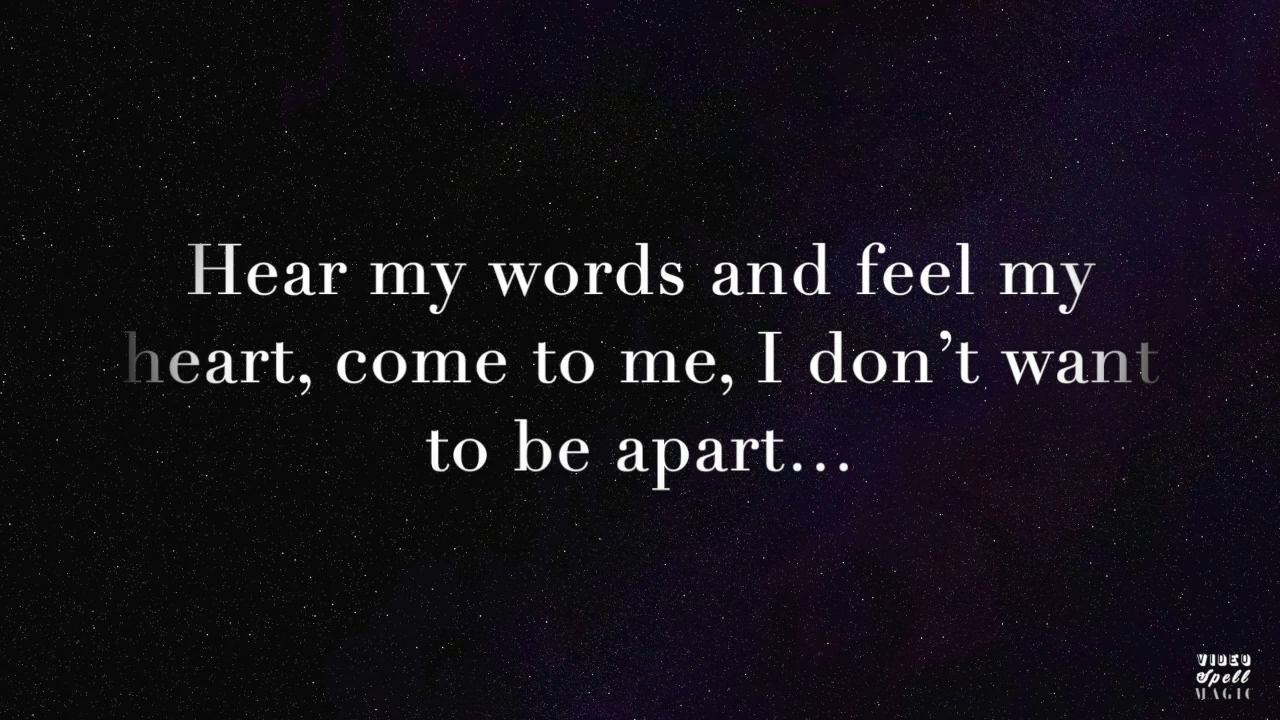 Hear my words and feel my
heart, come to me, I don’t want
to be apart...
VIDEO
Spell
MAGIC